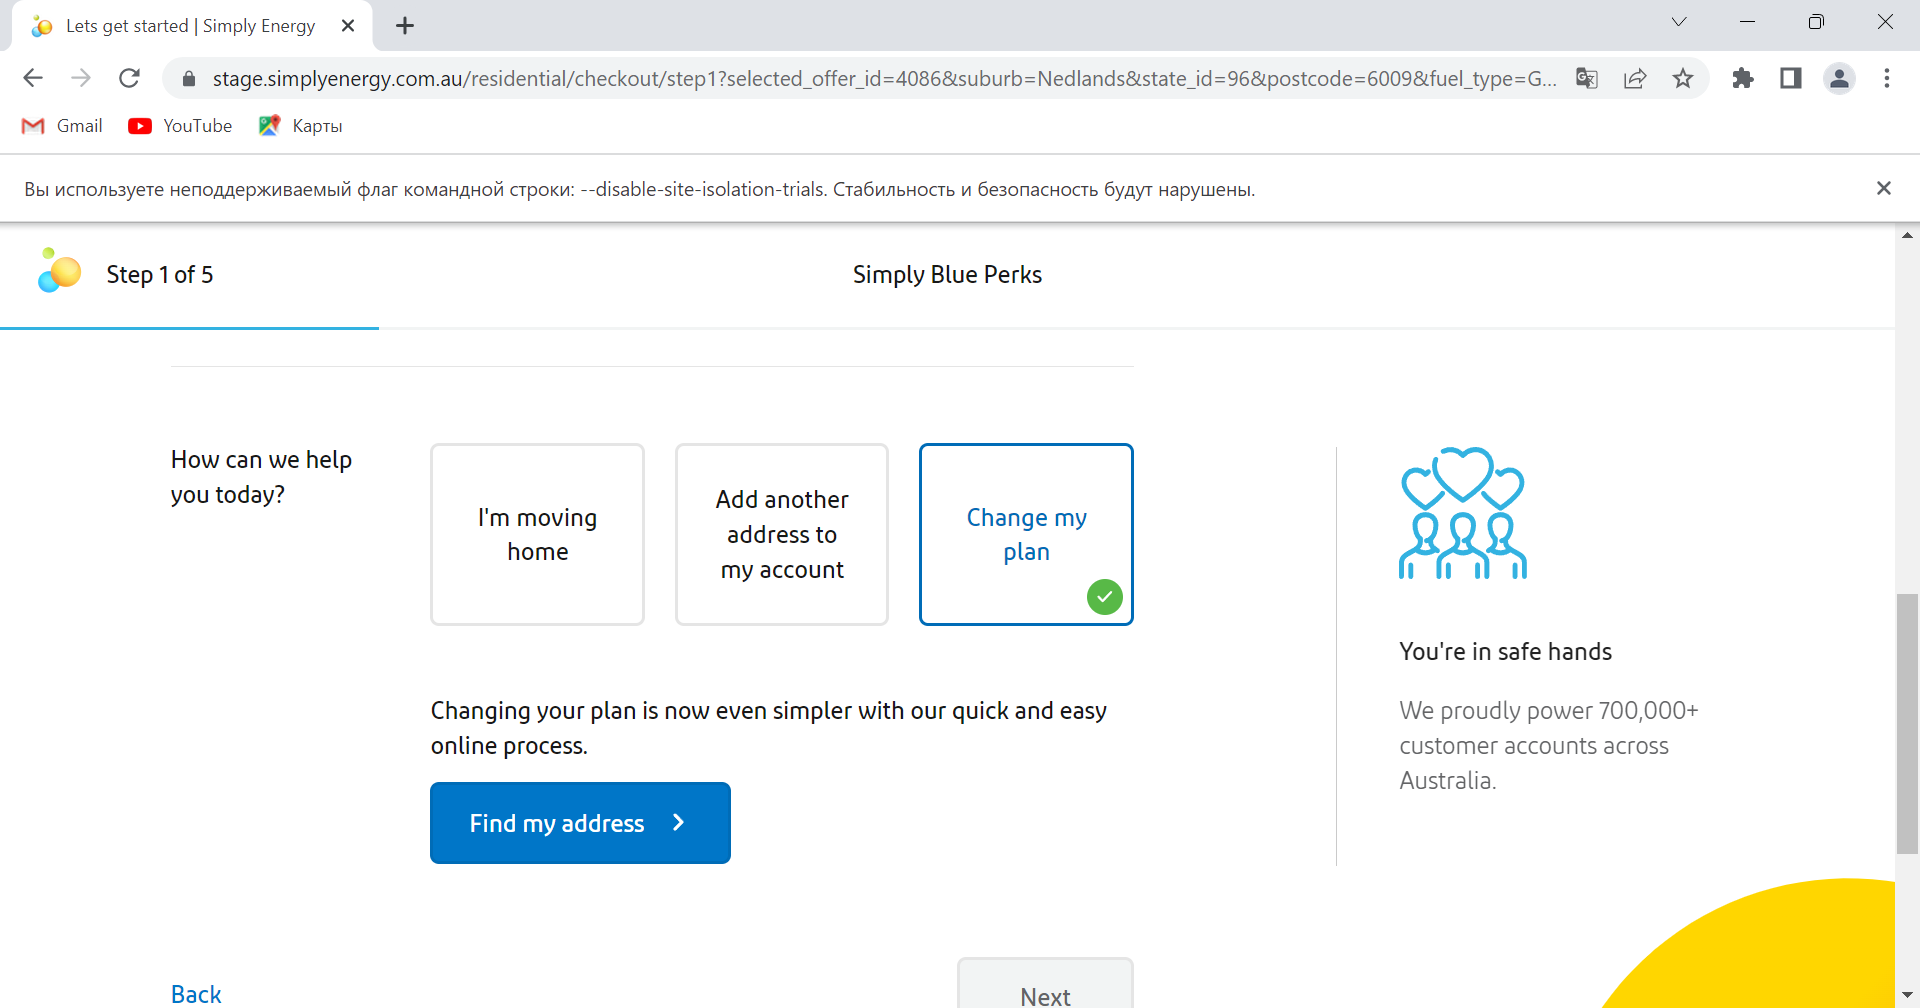 Lets get started | Simply Energy
stage.simplyenergy.com.au/residential/checkout/step1?selected_offer_id=4086&suburb=Nedlands&state_id=96&postcode=6009&fuel_type=G...
Gmail YouTube Карты
Вы используете неподдерживаемый флаг командной строки: --disable-site-isolation-trials. Стабильность и безопасность будут нарушены.
Step 1 of 5
Simply Blue Perks
How can we help
you today?
I'm moving
home
Add another
address to
my account
Change my
plan
Changing your plan is now even simpler with our quick and easy
online process.
Find my address
You're in safe hands
We proudly power 700,000+
customer accounts across
Australia.
Back
Next